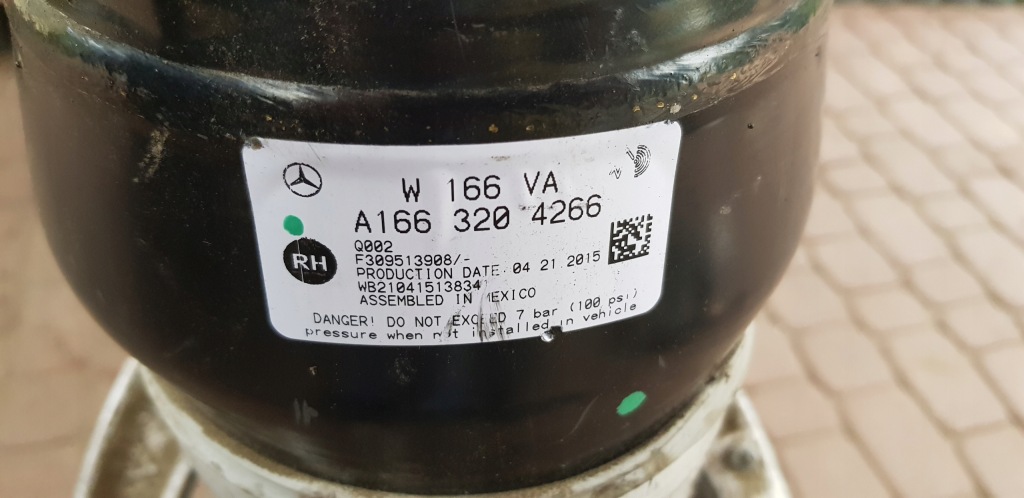 W 166 VA
A166 320 4266
RH
Q002
F309513908/-
PRODUCTION DATE 04 21 2015
WB21041513834
ASSEMBLED IN MEXICO
DANGER! DO NOT EXCEED 7 bar (100 psi)
pressure when not installed in vehicle